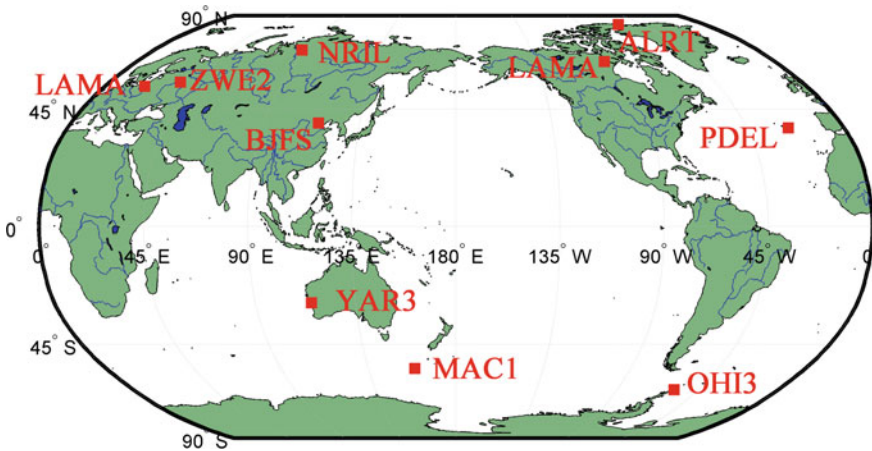 90° N
ALRT
NRIL
LAMA
LAMA
ZWE2
45° N
BJFS
PDEL
0°
0° 45° E 90° E 135° E 180° E 135° W 90° W 45° W 0°
YAR3
45° S
MAC1
OHI3
90° S